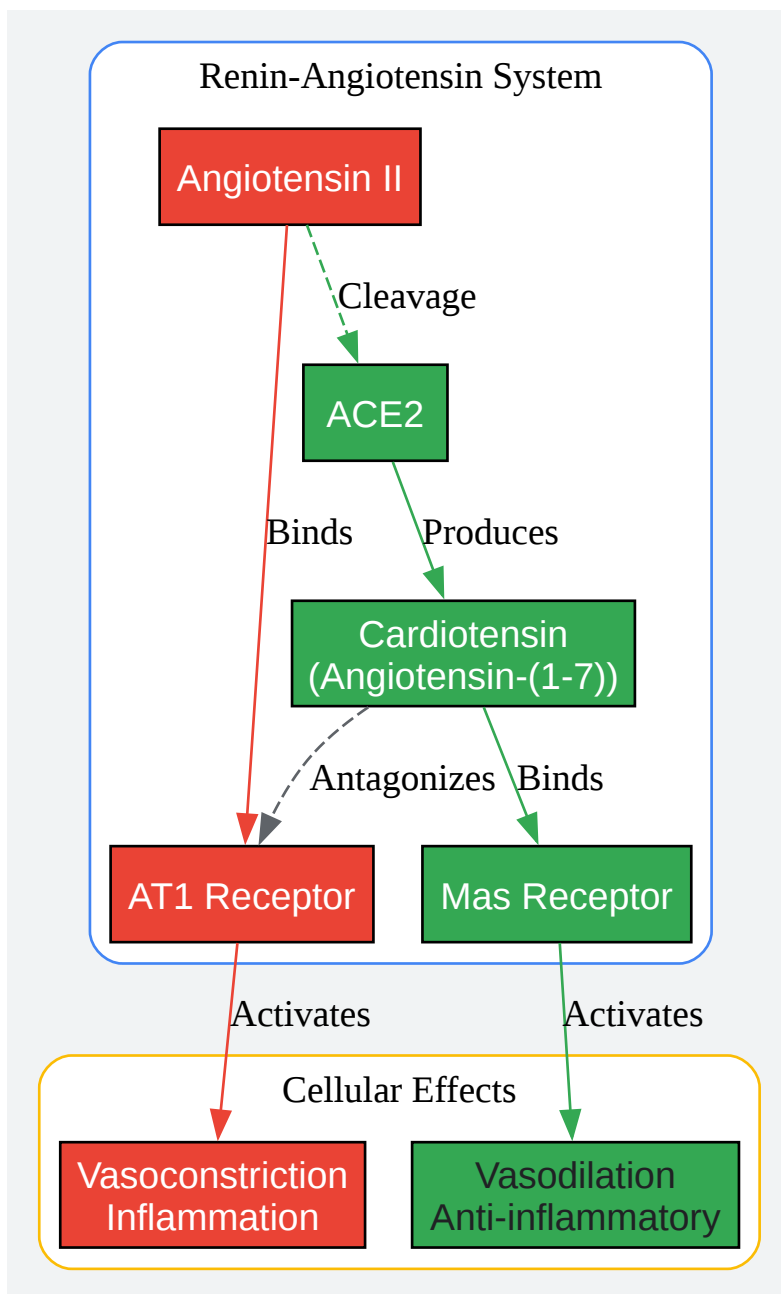 Renin-Angiotensin System
Angiotensin II
Cleavage
ACE2
Binds
Produces
Cardiotensin
(Angiotensin-(1-7))
Antagonizes
Binds
AT1 Receptor
Mas Receptor
Activates
Activates
Cellular Effects
Vasoconstriction
Inflammation
Vasodilation
Anti-inflammatory